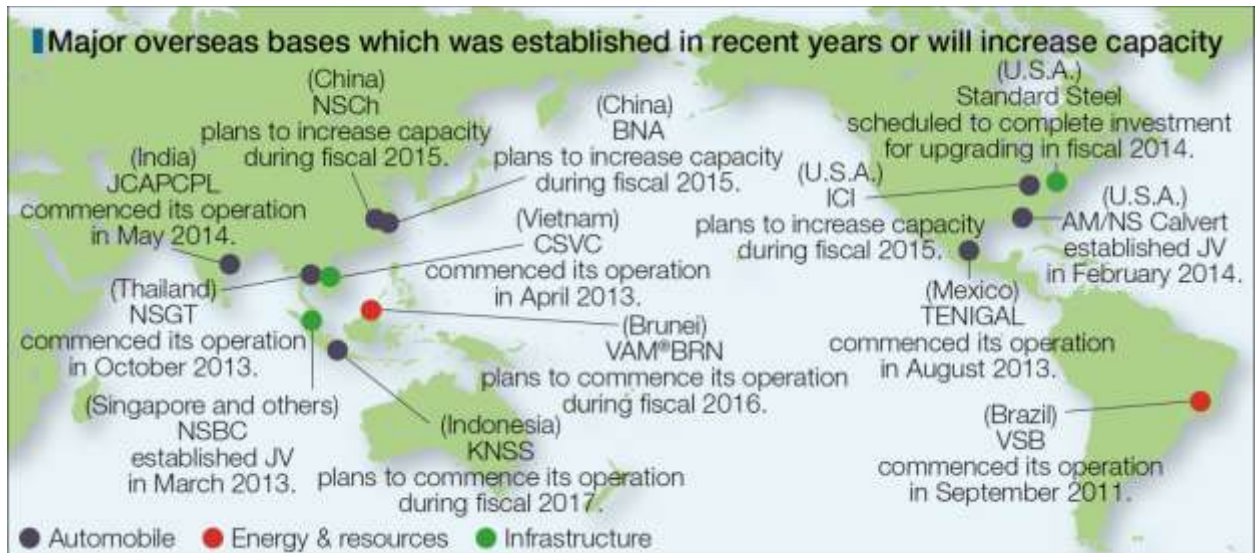 Major overseas bases which was established in recent years or will increase capacity
(China)
NSCh
plans to increase capacity
during fiscal 2015.
(China)
BNA
plans to increase capacity
during fiscal 2015.
(U.S.A.)
Standard Steel
scheduled to complete investment
for upgrading in fiscal 2014.
(India)
JCAPCPL
commenced its operation
in May 2014.
(Vietnam)
CSVC
commenced its operation
in April 2013.
(U.S.A.)
ICI
plans to increase capacity
during fiscal 2015.
(U.S.A.)
AM/NS Calvert
established JV
in February 2014.
(Thailand)
NSGT
commenced its operation
in October 2013.
(Brunei)
VAM®BRN
plans to commence its operation
during fiscal 2016.
(Mexico)
TENIGAL
commenced its operation
in August 2013.
(Singapore and others)
NSBC
established JV
in March 2013.
(Indonesia)
KNSS
plans to commence its operation
during fiscal 2017.
(Brazil)
VSB
commenced its operation
in September 2011.
Automobile
Energy & resources
Infrastructure